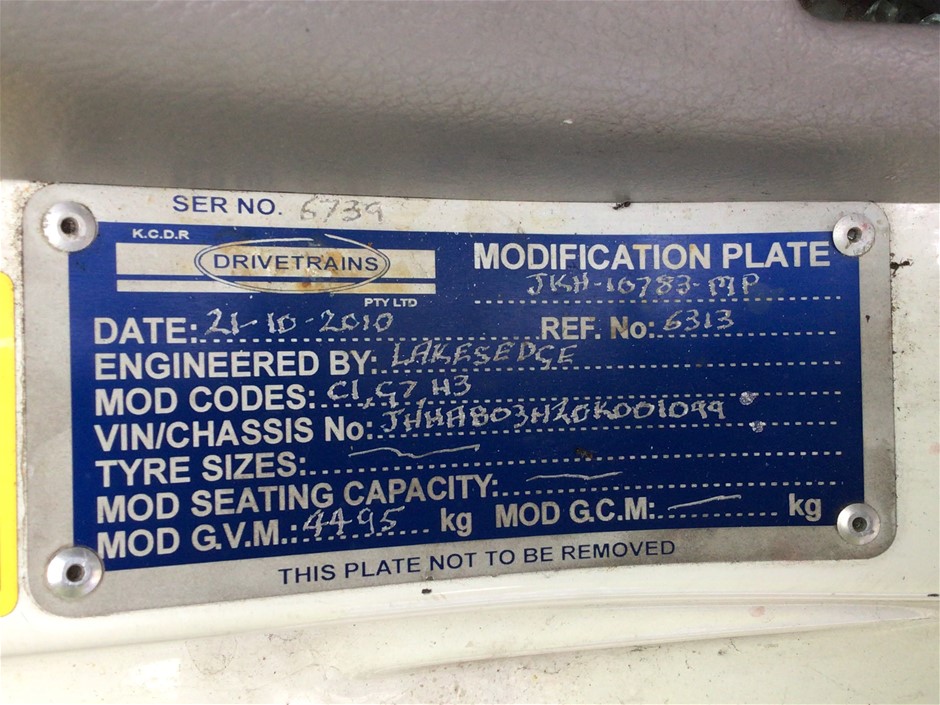 SER NO. 6739
K.C.D.R
DRIVETRAINS
PTY LTD
MODIFICATION PLATE
JKH-10783-MP
DATE: 21-10-2010 REF. No: 6313
ENGINEERED BY: LAKESEDGE
MOD CODES: C1, G7, H3
VIN/CHASSIS No: JHHAB03H20K001099
TYRE SIZES:
MOD SEATING CAPACITY:
MOD G.V.M.: 4495 kg MOD G.C.M: — kg
THIS PLATE NOT TO BE REMOVED